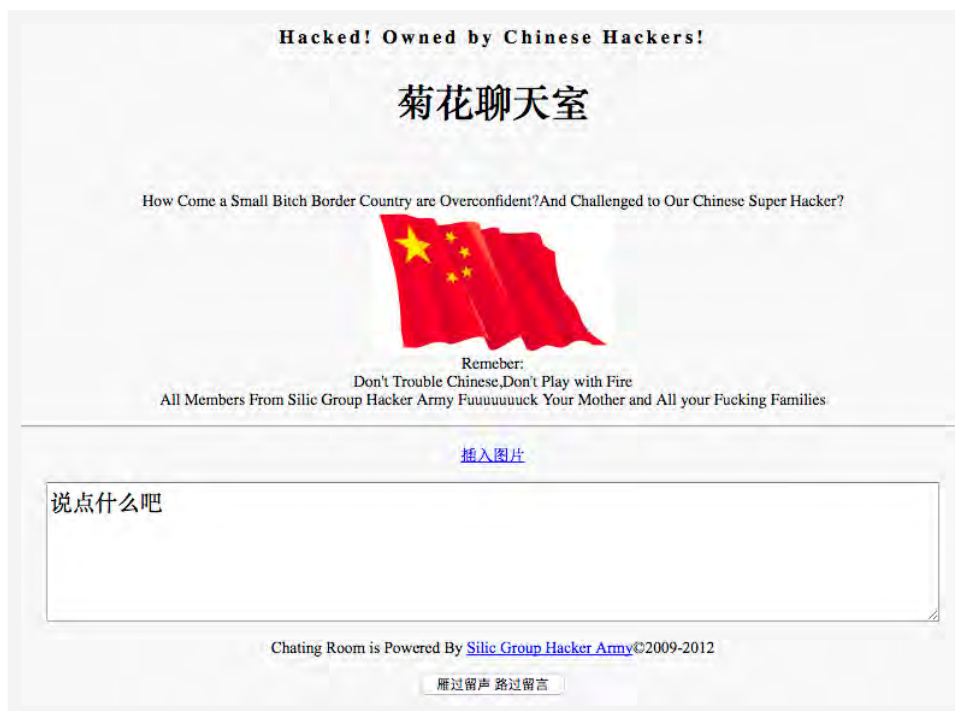 Hacked! Owned by Chinese Hackers!
菊花聊天室
How Come a Small Bitch Border Country are Overconfident?And Challenged to Our Chinese Super Hacker?
Remeber:
Don't Trouble Chinese,Don't Play with Fire
All Members From Silic Group Hacker Army Fuuuuuuuck Your Mother and All your Fucking Families
插入图片
说点什么吧
Chating Room is Powered By Silic Group Hacker Army©2009-2012
雁过留声 路过留言